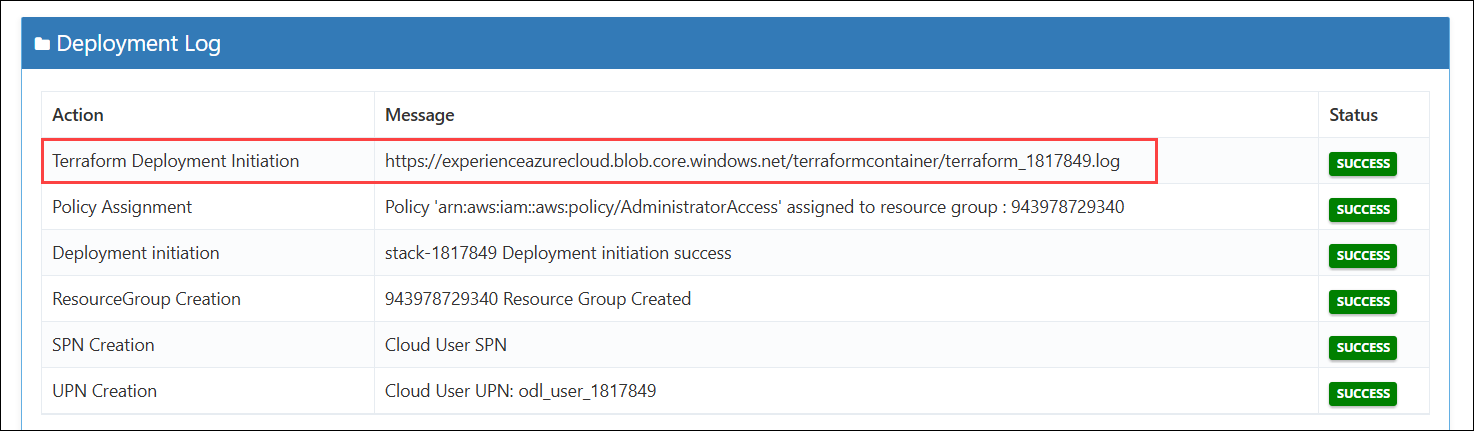 Deployment Log
Action Message Status
Terraform Deployment Initiation https://experienceazurecloud.blob.core.windows.net/terraformcontainer/terraform_1817849.log SUCCESS
Policy Assignment Policy 'arn:aws:iam::aws:policy/AdministratorAccess' assigned to resource group : 943978729340 SUCCESS
Deployment initiation stack-1817849 Deployment initiation success SUCCESS
ResourceGroup Creation 943978729340 Resource Group Created SUCCESS
SPN Creation Cloud User SPN SUCCESS
UPN Creation Cloud User UPN: odl_user_1817849 SUCCESS